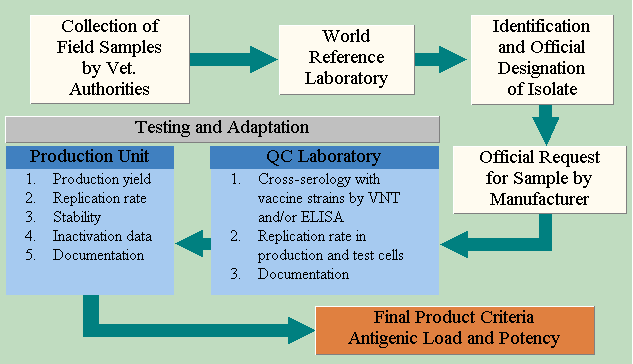 Collection of
Field Samples
by Vet.
Authorities
World
Reference
Laboratory
Identification
and Official
Designation
of Isolate
Official Request
for Sample by
Manufacturer
Testing and Adaptation
QC Laboratory
1. Cross-serology with
vaccine strains by VNT
and/or ELISA
2. Replication rate in
production and test cells
3. Documentation
Production Unit
1. Production yield
2. Replication rate
3. Stability
4. Inactivation data
5. Documentation
Final Product Criteria
Antigenic Load and Potency